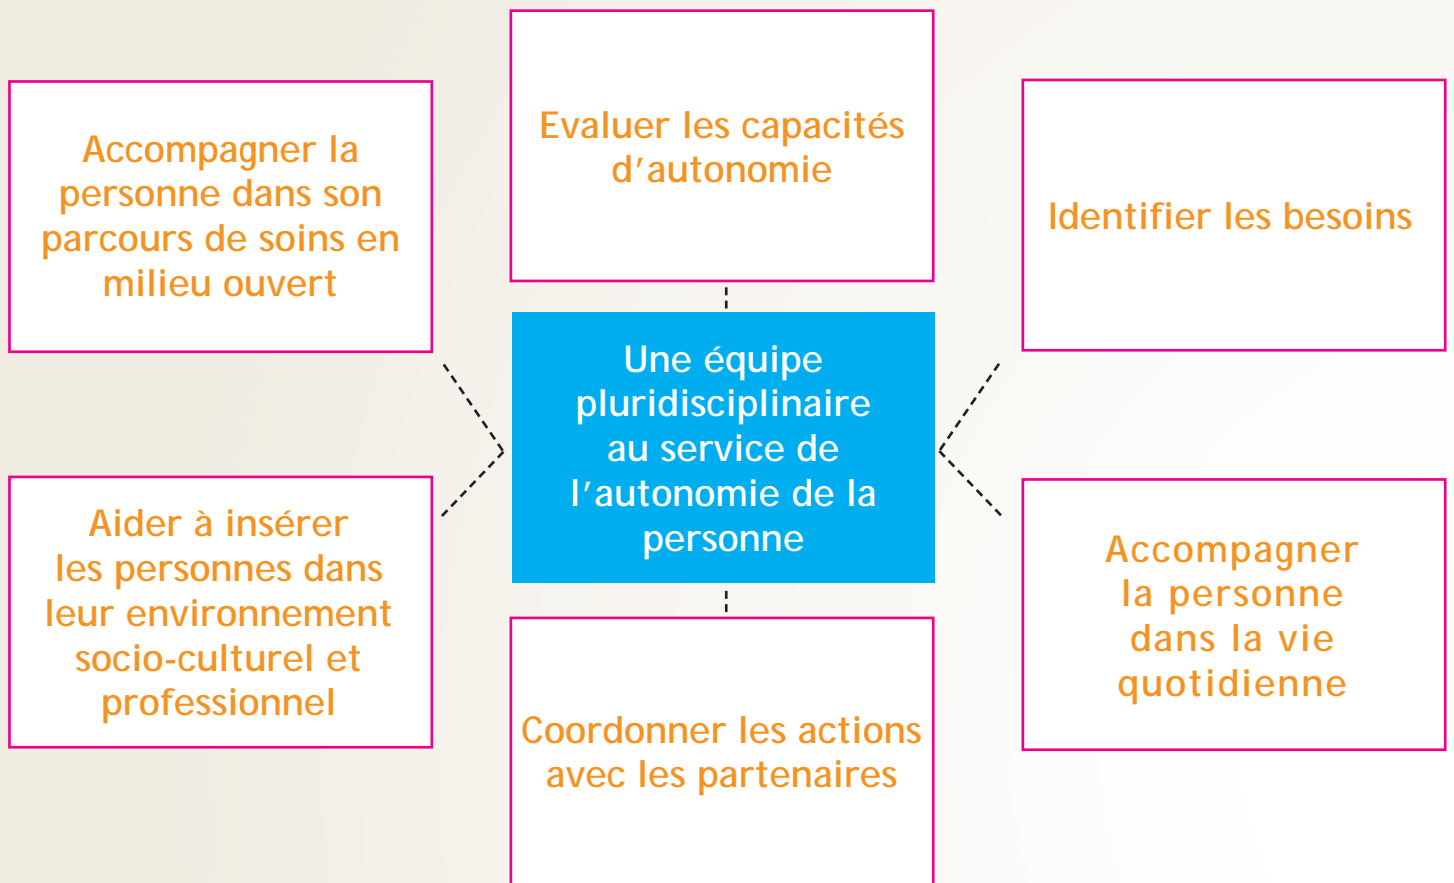 Evaluer les capacités
d'autonomie
Accompagner la
personne dans son
parcours de soins en
milieu ouvert
Identifier les besoins
Une équipe
pluridisciplinaire
au service de
l'autonomie de la
personne
Aider à insérer
les personnes dans
leur environnement
socio-culturel et
professionnel
Accompagner
la personne
dans la vie
quotidienne
Coordonner les actions
avec les partenaires